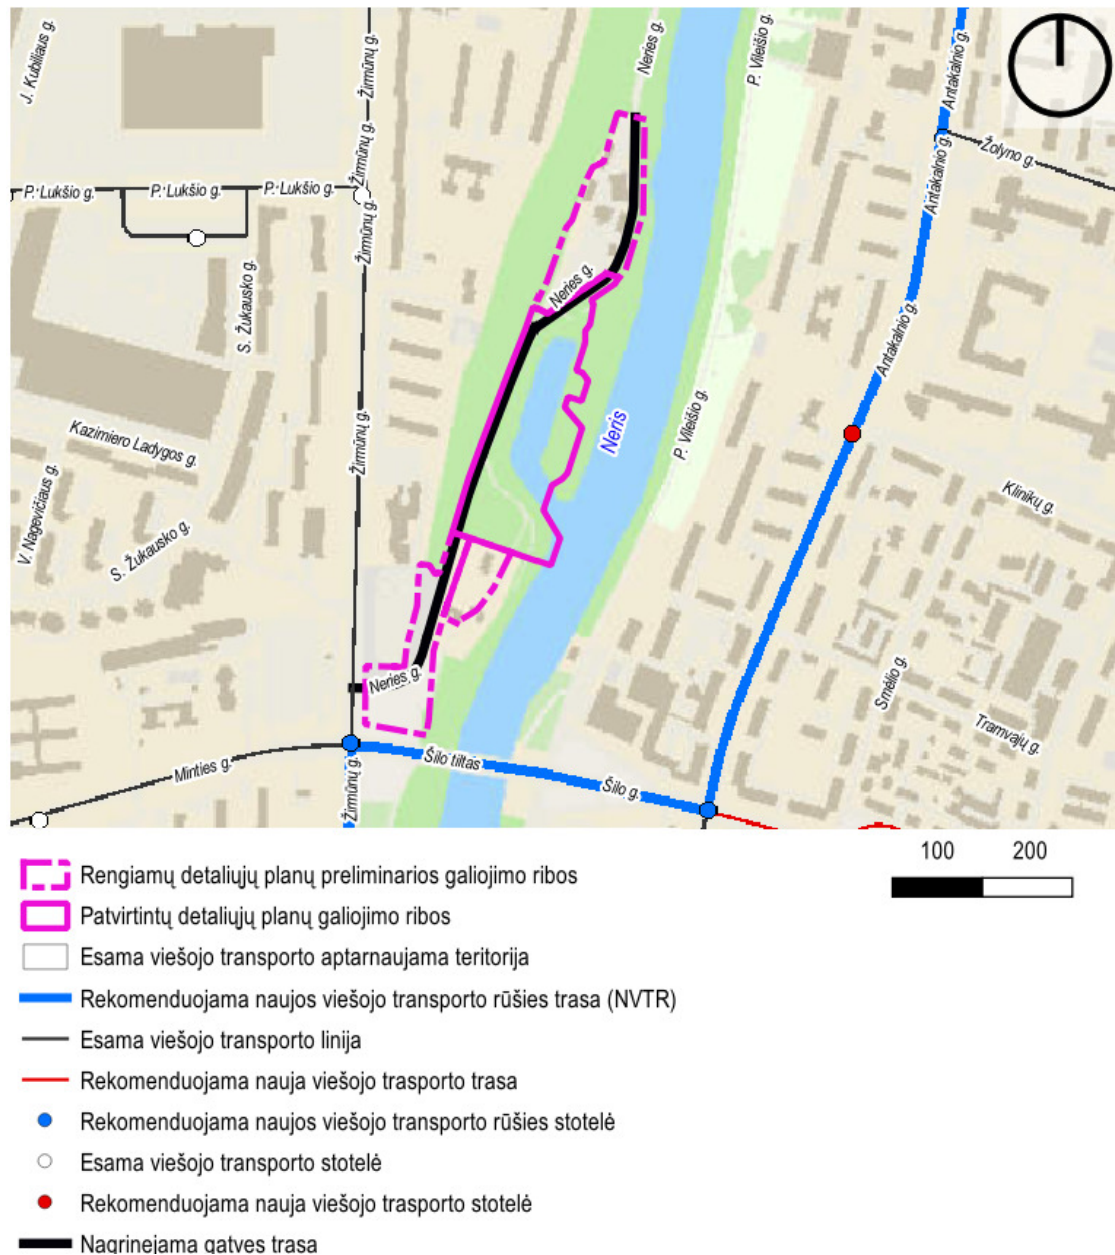 J. Kubiliaus g.
Žirmūnų g.
Neries g.
P. Vileišio g.
Antakalnio g.
Antakalnio g.
Žolyno g.
Žirmūnų g.
P. Lukšio g.
P. Lukšio g.
P. Lukšio g.
Žirmūnų g.
Antakalnio g.
S. Žukausko g.
Neries g.
Antakalnio g.
Žirmūnų g.
P. Vileišio g.
Neris
Kazimiero Ladygos g.
V. Nagevičiaus g.
S. Žukausko g.
Klinikų g.
Neries g.
Smėlio g.
Tramvajų g.
Minties g.
Žirmūnų g.
Šilo tiltas
Šilo g.
100 200
Rengiamų detaliųjų planų preliminarios galiojimo ribos
Patvirtintų detaliųjų planų galiojimo ribos
Esama viešojo transporto aptarnaujama teritorija
Rekomenduojama naujos viešojo transporto rūšies trasa (NVTR)
Esama viešojo transporto linija
Rekomenduojama nauja viešojo trasporto trasa
Rekomenduojama naujos viešojo transporto rūšies stotelė
Esama viešojo transporto stotelė
Rekomenduojama nauja viešojo trasporto stotelė
Nagrinejama gatves trasa